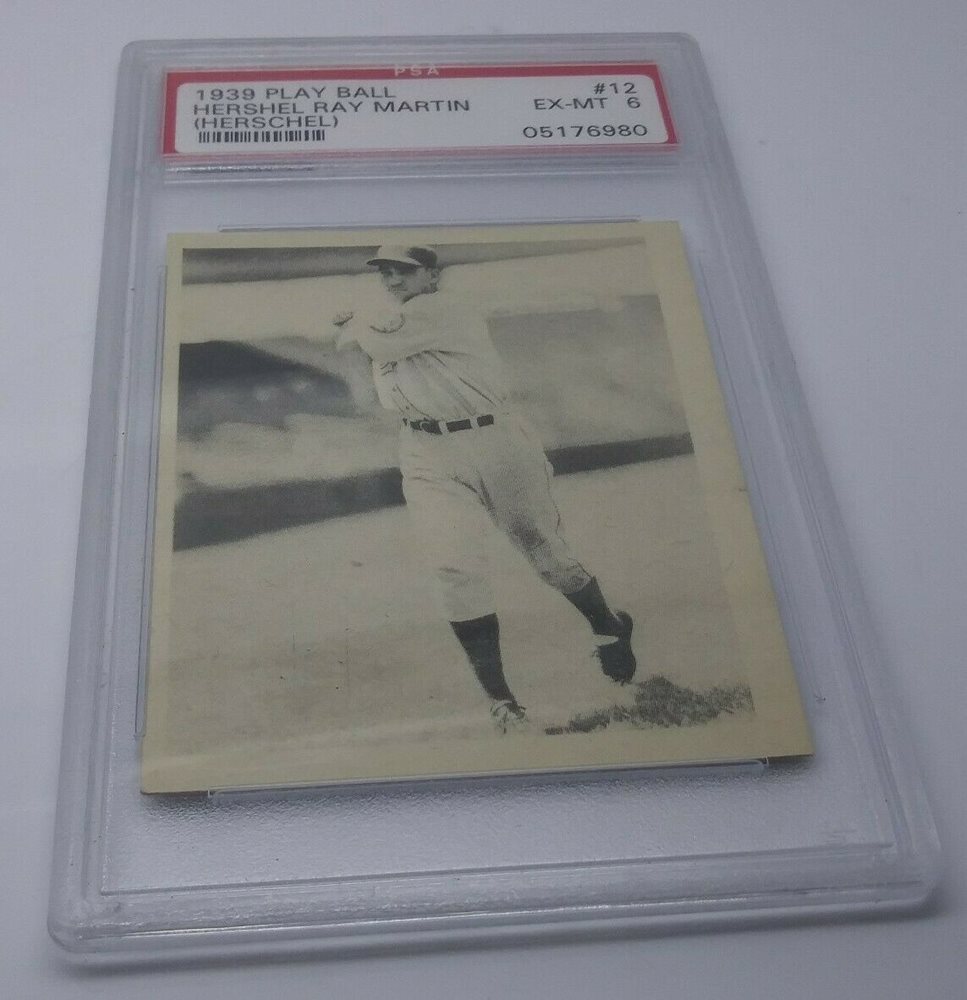 PSA
1939 PLAY BALL #12
HERSHEL RAY MARTIN EX-MT 6
(HERSCHEL)
05176980